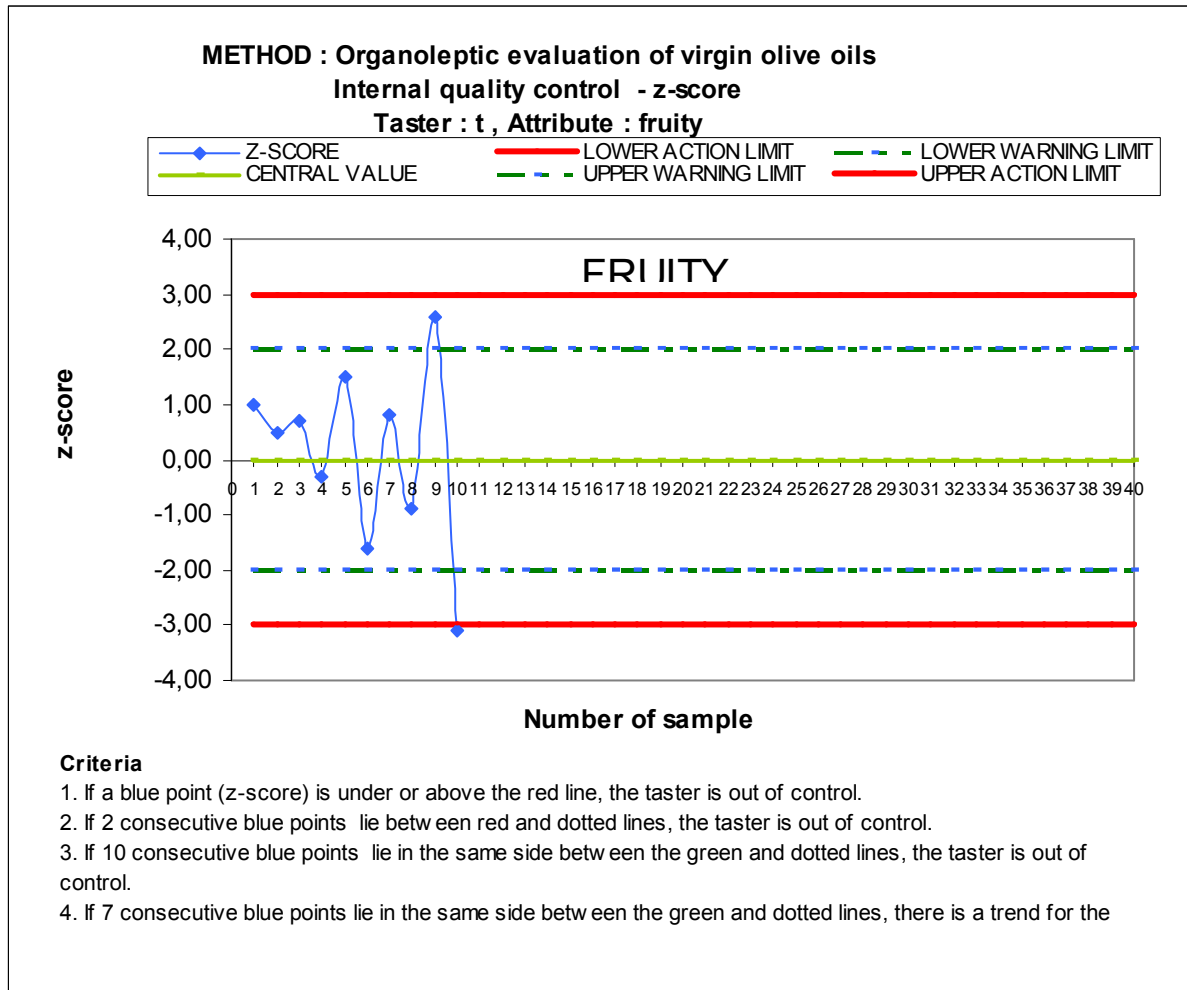 METHOD : Organoleptic evaluation of virgin olive oils
Internal quality control - z-score
Taster : t , Attribute : fruity
Z-SCORE LOWER ACTION LIMIT LOWER WARNING LIMIT
CENTRAL VALUE UPPER WARNING LIMIT UPPER ACTION LIMIT
FRUITY
4,00
3,00
2,00
1,00
0,00
-1,00
-2,00
-3,00
-4,00
z-score
0 1 2 3 4 5 6 7 8 9 10 11 12 13 14 15 16 17 18 19 20 21 22 23 24 25 26 27 28 29 30 31 32 33 34 35 36 37 38 39 40
Number of sample
Criteria
1. If a blue point (z-score) is under or above the red line, the taster is out of control.
2. If 2 consecutive blue points lie between red and dotted lines, the taster is out of control.
3. If 10 consecutive blue points lie in the same side between the green and dotted lines, the taster is out of
control.
4. If 7 consecutive blue points lie in the same side between the green and dotted lines, there is a trend for the